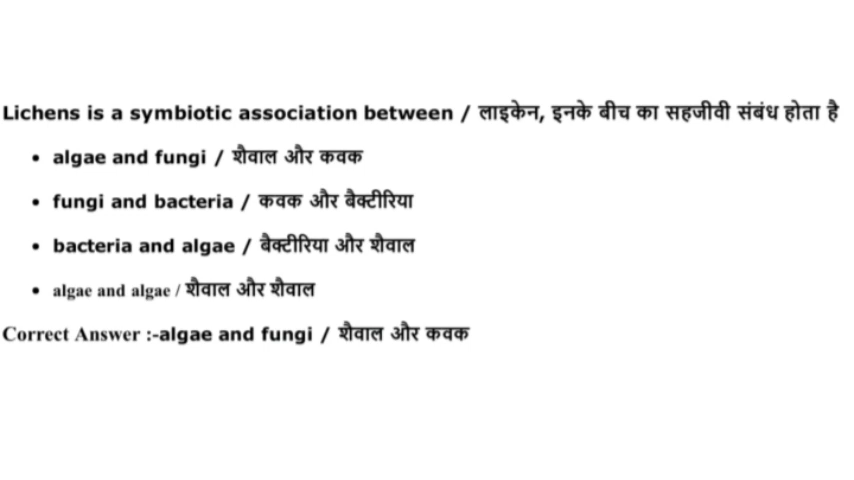 Lichens is a symbiotic association between / लाइकेन, इनके बीच का सहजीवी संबंध होता है
• algae and fungi / शैवाल और कवक
• fungi and bacteria / कवक और बैक्टीरिया
• bacteria and algae / बैक्टीरिया और शैवाल
• algae and algae / शैवाल और शैवाल
Correct Answer :-algae and fungi / शैवाल और कवक